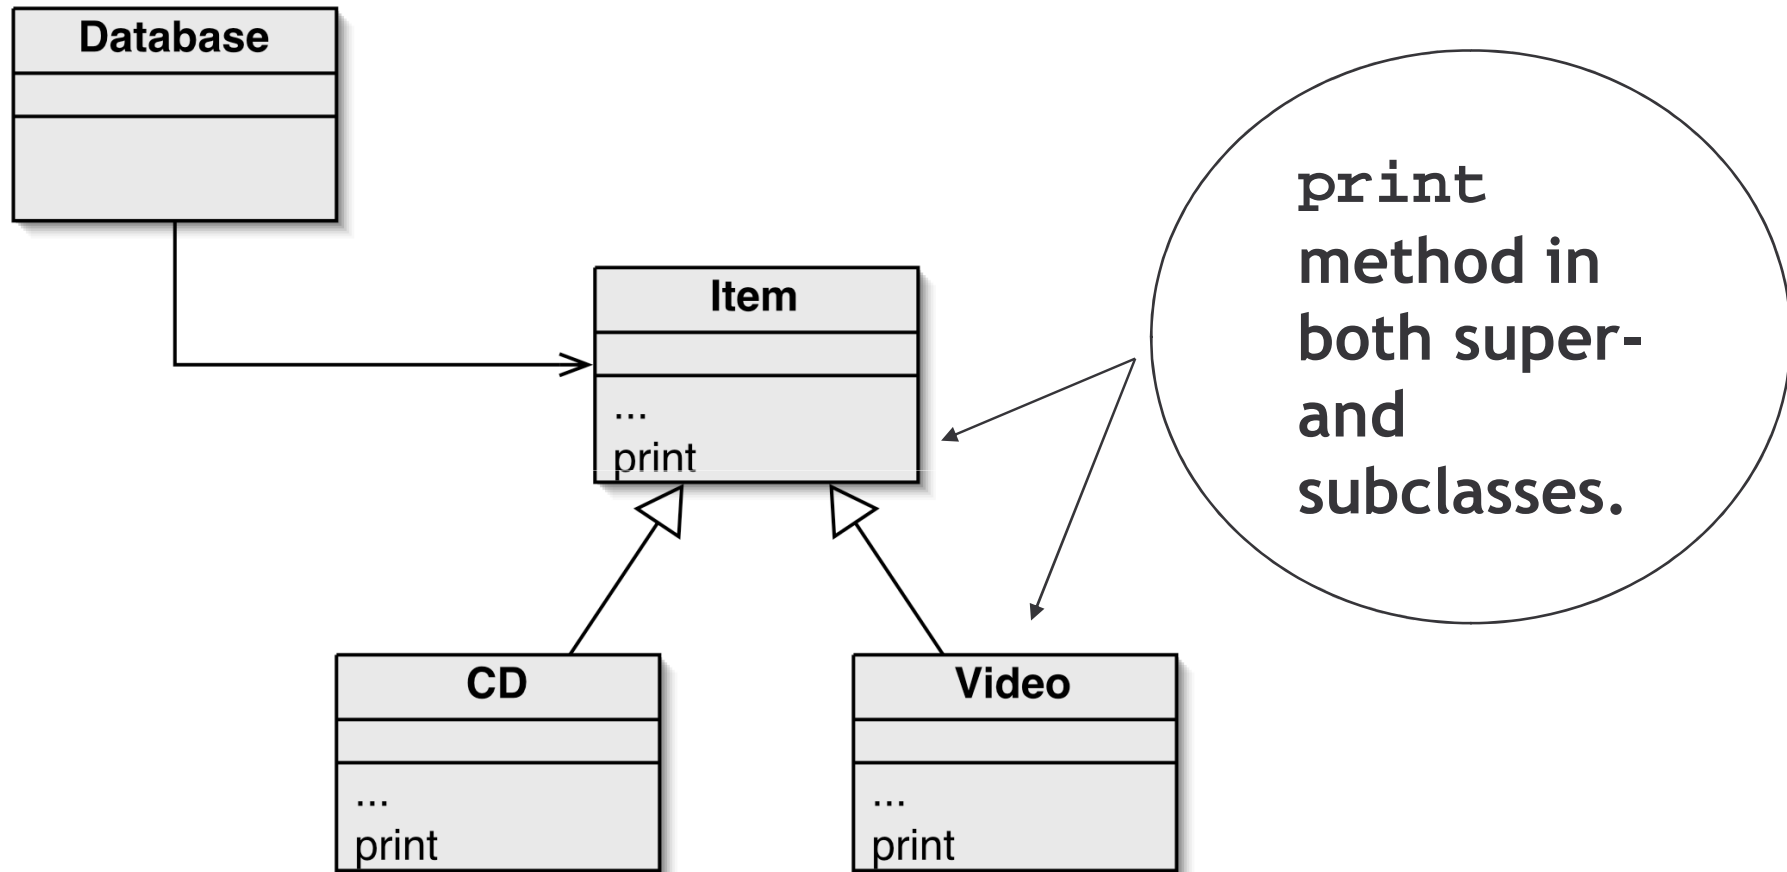 Database
Item
...
print
CD
...
print
Video
...
print
print
method in
both super-
and
subclasses.